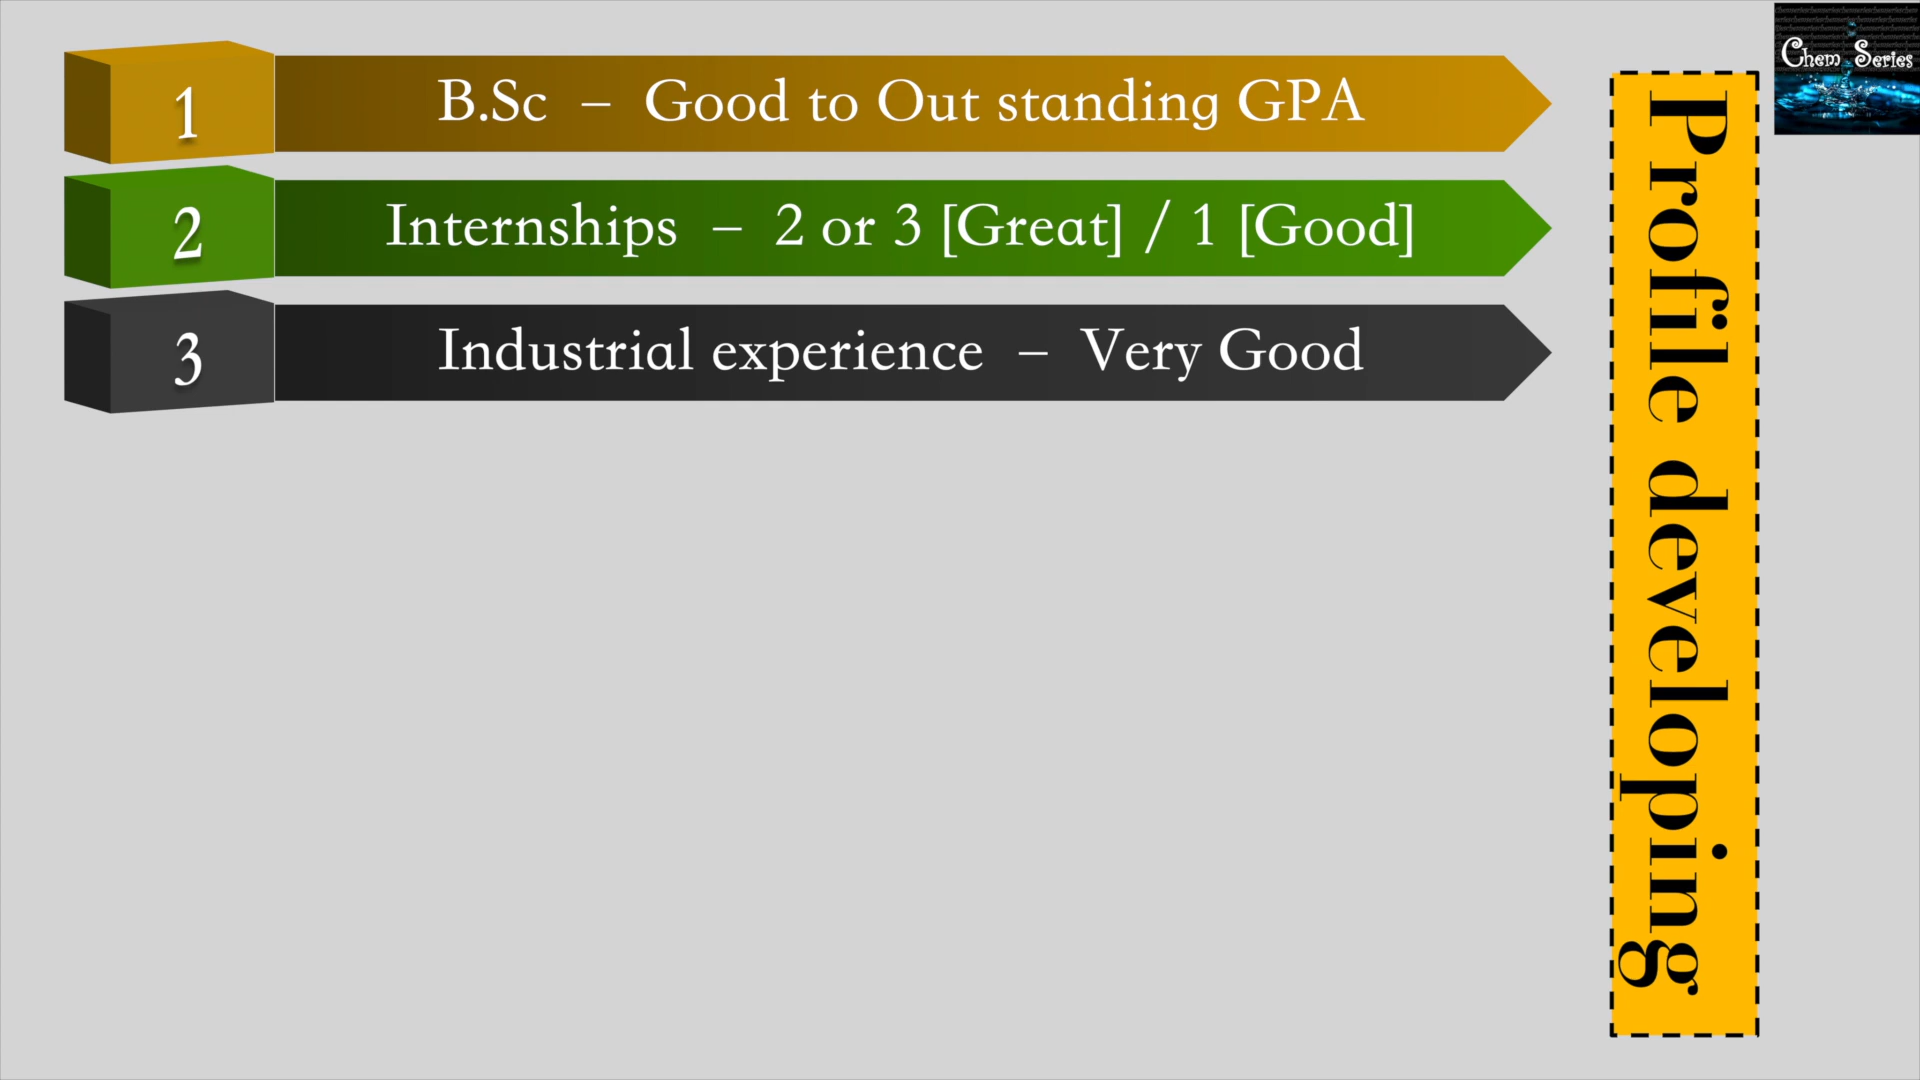 1
B.Sc – Good to Out standing GPA
2
Internships – 2 or 3 [Great] / 1 [Good]
3
Industrial experience – Very Good
Profile developing
Chem Series